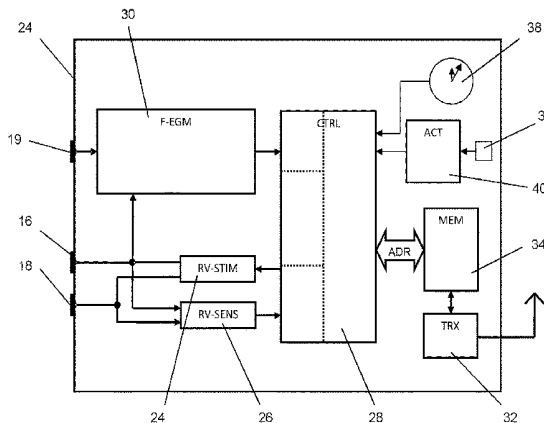 30
24
38
F-EGM
CTRL
3
19
ACT
40
16
MEM
RV-STIM
ADR
34
18
RV-SENS
TRX
24
26
28
32